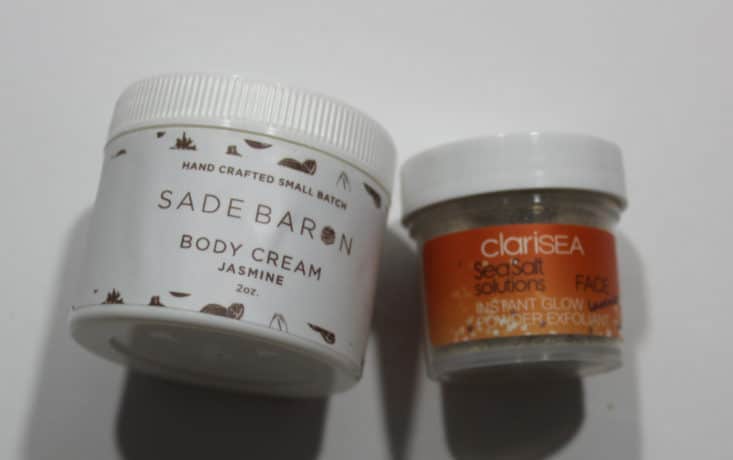 HAND CRAFTED SMALL BATCH
SADE BARON
BODY CREAM
JASMINE
2oz.
clariSEA
SeaSalt
solutions
FACE
INSTANT GLOW
POWDER EXFOLIANT